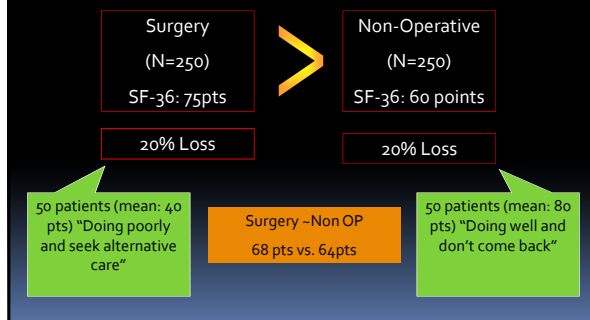 Surgery
(N=250)
SF-36: 75pts
>
Non-Operative
(N=250)
SF-36: 60 points
20% Loss
20% Loss
50 patients (mean: 40
pts) “Doing poorly
and seek alternative
care”
Surgery ~Non OP
68 pts vs. 64pts
50 patients (mean: 80
pts) “Doing well and
don’t come back”